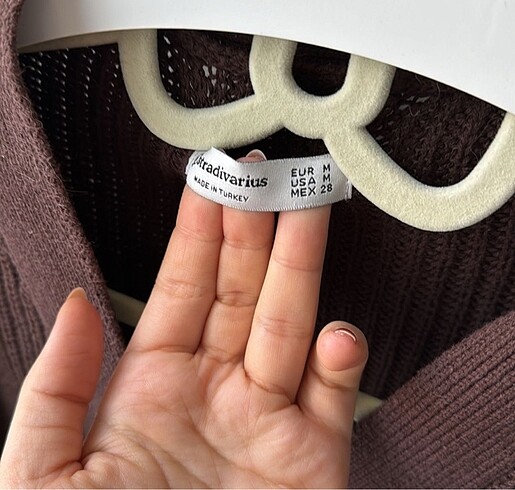 stradivarius
MADE IN TURKEY
EUR M
USA M
MEX 28